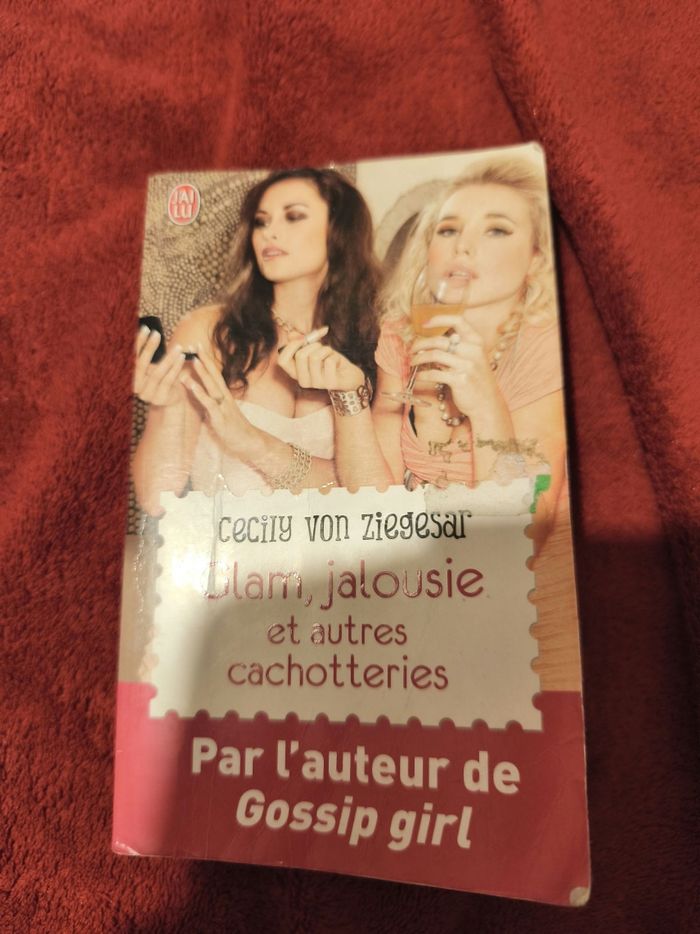 J'AI
LU
cecily von ziegesar
Glam, jalousie
et autres
cachotteries
Par l'auteur de
Gossip girl